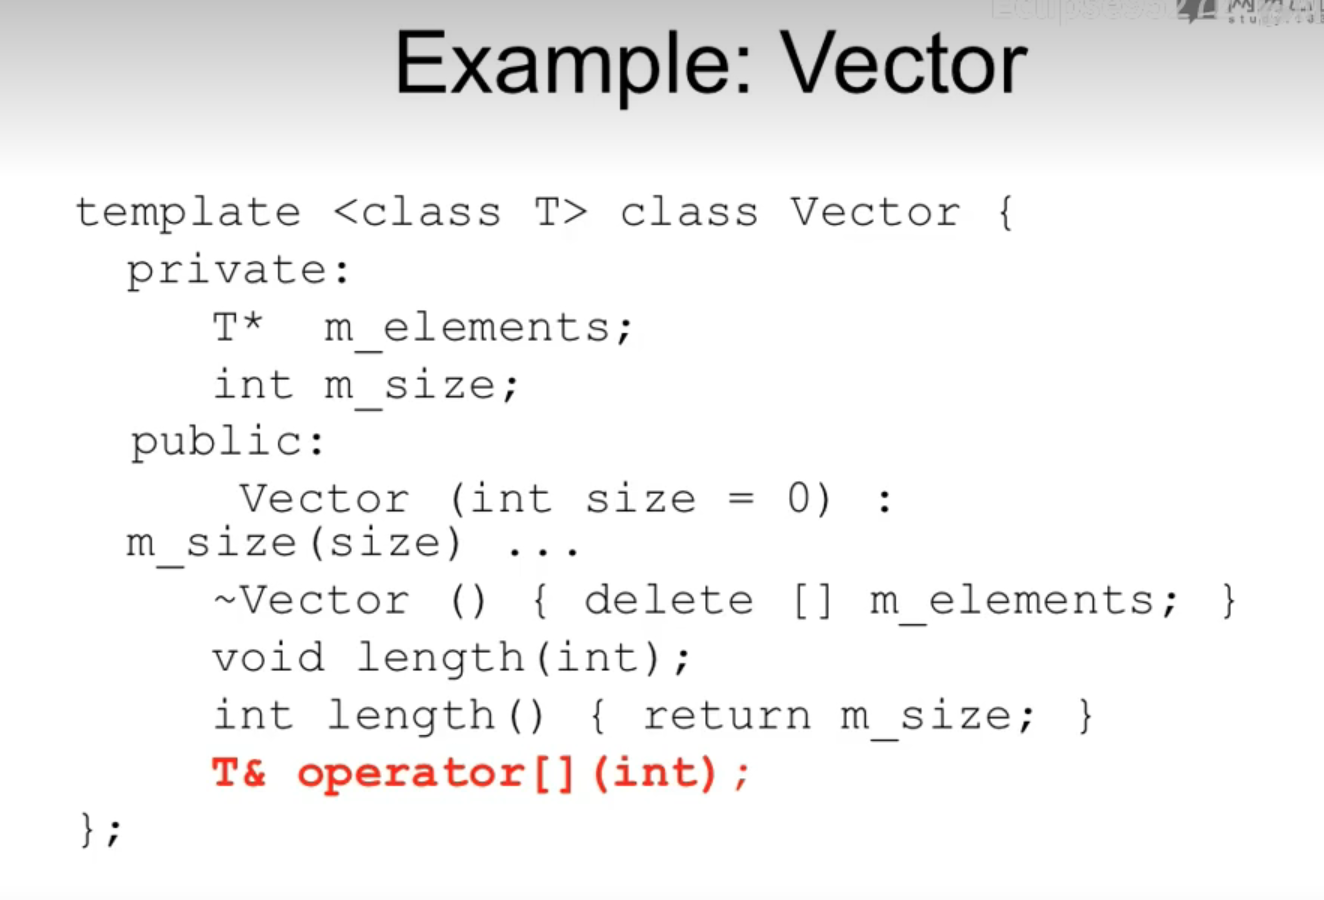 Example: Vector
template <class T> class Vector {
private:
T* m_elements;
int m_size;
public:
Vector (int size = 0) :
m_size(size) ...
~Vector () { delete [] m_elements; }
void length(int);
int length() { return m_size; }
T& operator[](int);
};